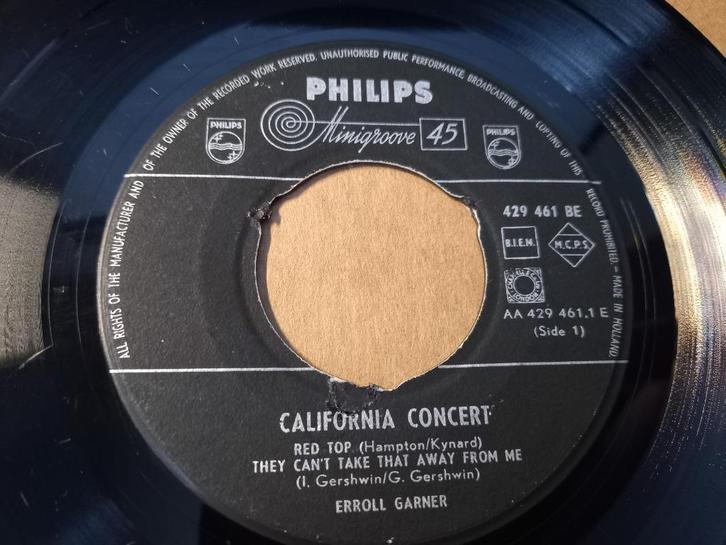 ALL RIGHTS OF THE MANUFACTURER AND OF THE OWNER OF THE RECORDED WORK RESERVED. UNAUTHORISED PUBLIC PERFORMANCE, BROADCASTING AND COPYING OF THIS RECORD PROHIBITED. – MADE IN HOLLAND
PHILIPS
Minigroove 45
PHILIPS
PHILIPS
429 461 BE
B.I.E.M.
M.C.P.S.
AA 429 461.1 E
(Side 1)
CALIFORNIA CONCERT
RED TOP (Hampton/Kynard)
THEY CAN'T TAKE THAT AWAY FROM ME
(I. Gershwin/G. Gershwin)
ERROLL GARNER